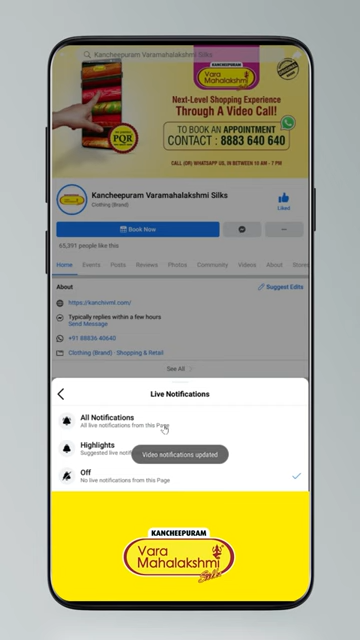 Kancheepuram Varamahalakshmi Silks
KANCHEEPURAM
Vara
Mahalakshmi
Silks
Next-Level Shopping Experience
Through A Video Call!
TO BOOK AN APPOINTMENT
CONTACT : 8883 640 640
PQR
CALL (OR) WHATSAPP US, IN BETWEEN 10 AM - 7 PM
Kancheepuram Varamahalakshmi Silks
Clothing (Brand)
Liked
Book Now
65,391 people like this
Home Events Posts Reviews Photos Community Videos About Stores
About
Suggest Edits
https://kanchivml.com/
Typically replies within a few hours
Send Message
+91 88836 40640
Clothing (Brand) · Shopping & Retail
See All
Live Notifications
All Notifications
All live notifications from this Page
Highlights
Suggested live notif
Video notifications updated
Off
No live notifications from this Page
KANCHEEPURAM
Vara
Mahalakshmi
Silks